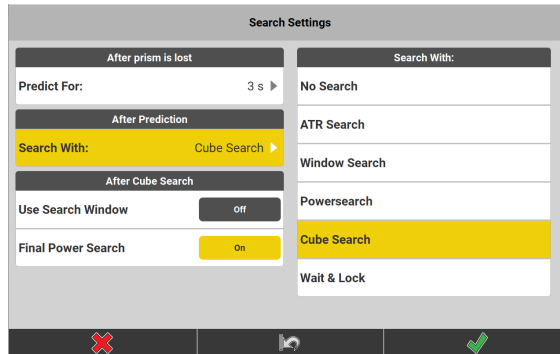 Search Settings
After prism is lost
Predict For: 3 s
After Prediction
Search With: Cube Search
After Cube Search
Use Search Window Off
Final Power Search On
Search With:
No Search
ATR Search
Window Search
Powersearch
Cube Search
Wait & Lock